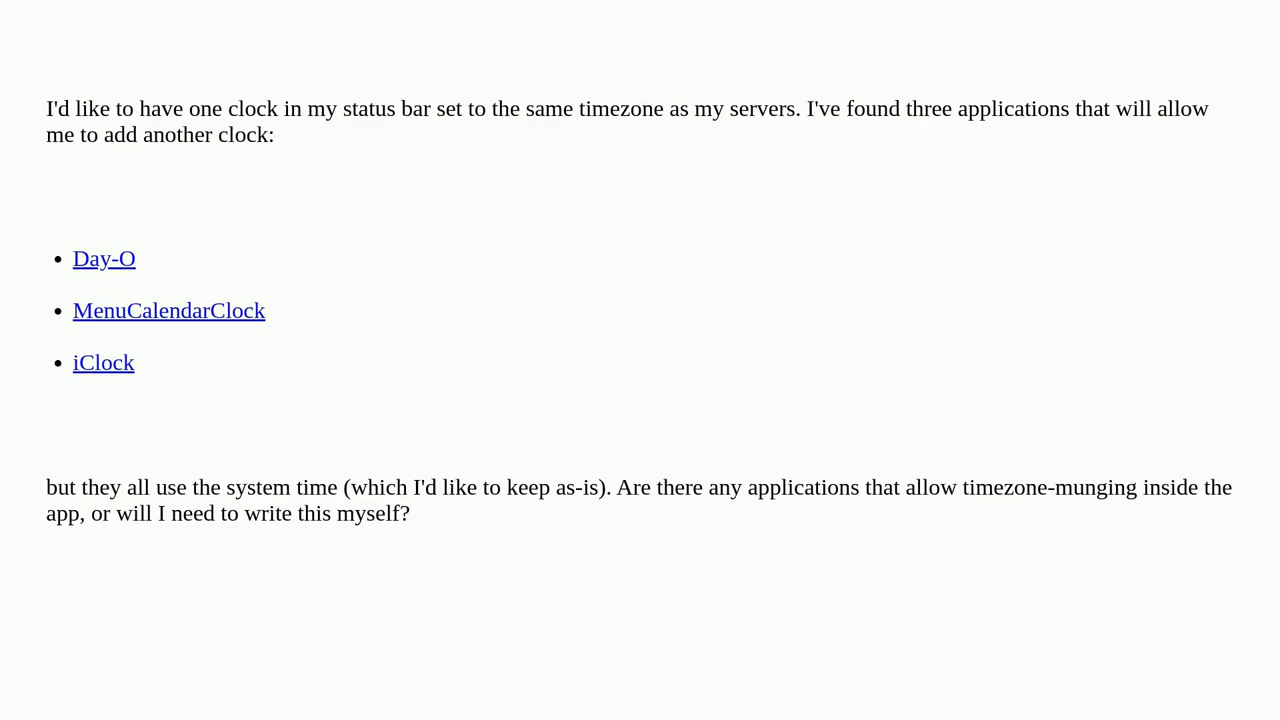 I'd like to have one clock in my status bar set to the same timezone as my servers. I've found three applications that will allow
me to add another clock:
• Day-O
• MenuCalendarClock
• iClock
but they all use the system time (which I'd like to keep as-is). Are there any applications that allow timezone-munging inside the
app, or will I need to write this myself?